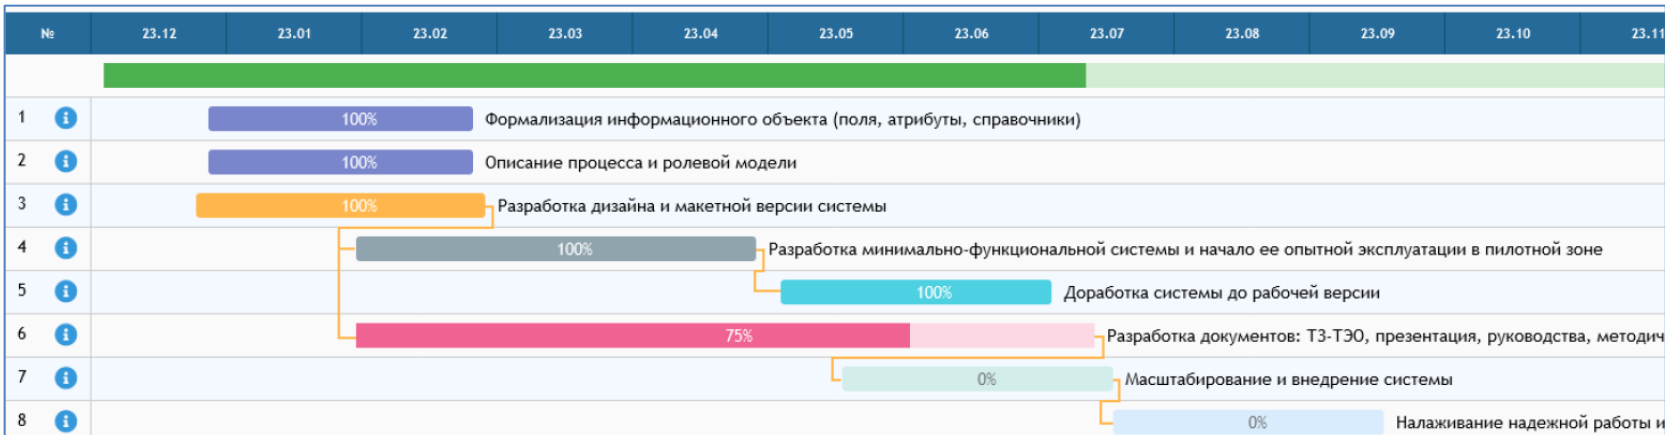 № 23.12 23.01 23.02 23.03 23.04 23.05 23.06 23.07 23.08 23.09 23.10 23.11
1 100% Формализация информационного объекта (поля, атрибуты, справочники)
2 100% Описание процесса и ролевой модели
3 100% Разработка дизайна и макетной версии системы
4 100% Разработка минимально-функциональной системы и начало ее опытной эксплуатации в пилотной зоне
5 100% Доработка системы до рабочей версии
6 75% Разработка документов: ТЗ-ТЭО, презентация, руководства, методич
7 0% Масштабирование и внедрение системы
8 0% Налаживание надежной работы и